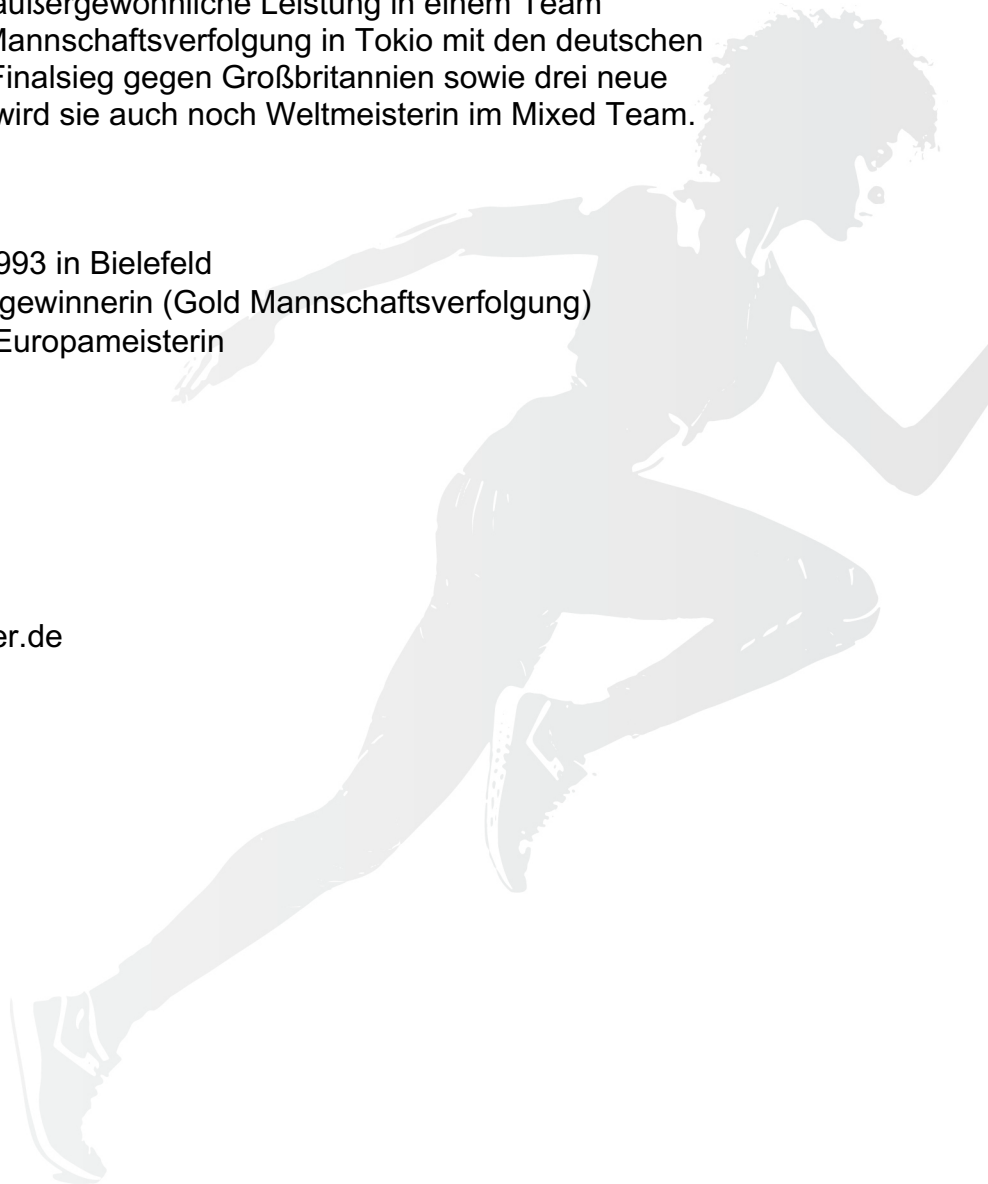 außergewöhnliche Leistung in einem Team
Mannschaftsverfolgung in Tokio mit den deutschen
Finalsieg gegen Großbritannien sowie drei neue
wird sie auch noch Weltmeisterin im Mixed Team.
993 in Bielefeld
gewinnerin (Gold Mannschaftsverfolgung)
Europameisterin
er.de